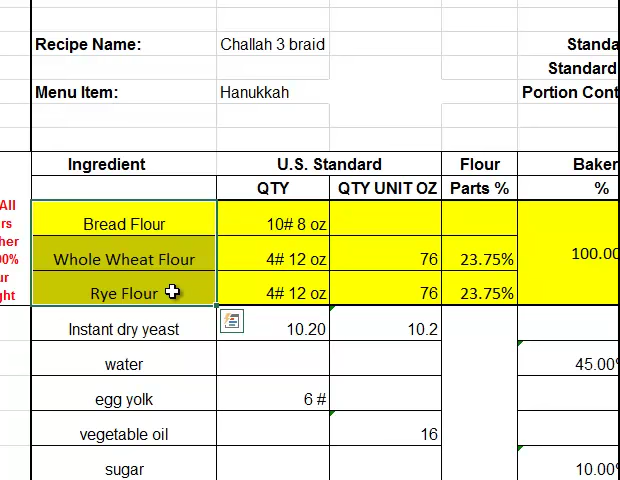 Recipe Name: Challah 3 braid Standa
Standard
Menu Item: Hanukkah Portion Cont
Ingredient U.S. Standard Flour Baker
QTY QTY UNIT OZ Parts % %
All
rs
her
00%
ur
ght
Bread Flour 10# 8 oz
Whole Wheat Flour 4# 12 oz 76 23.75% 100.00
Rye Flour 4# 12 oz 76 23.75%
Instant dry yeast 10.20 10.2
water 45.00%
egg yolk 6 #
vegetable oil 16
sugar 10.00%